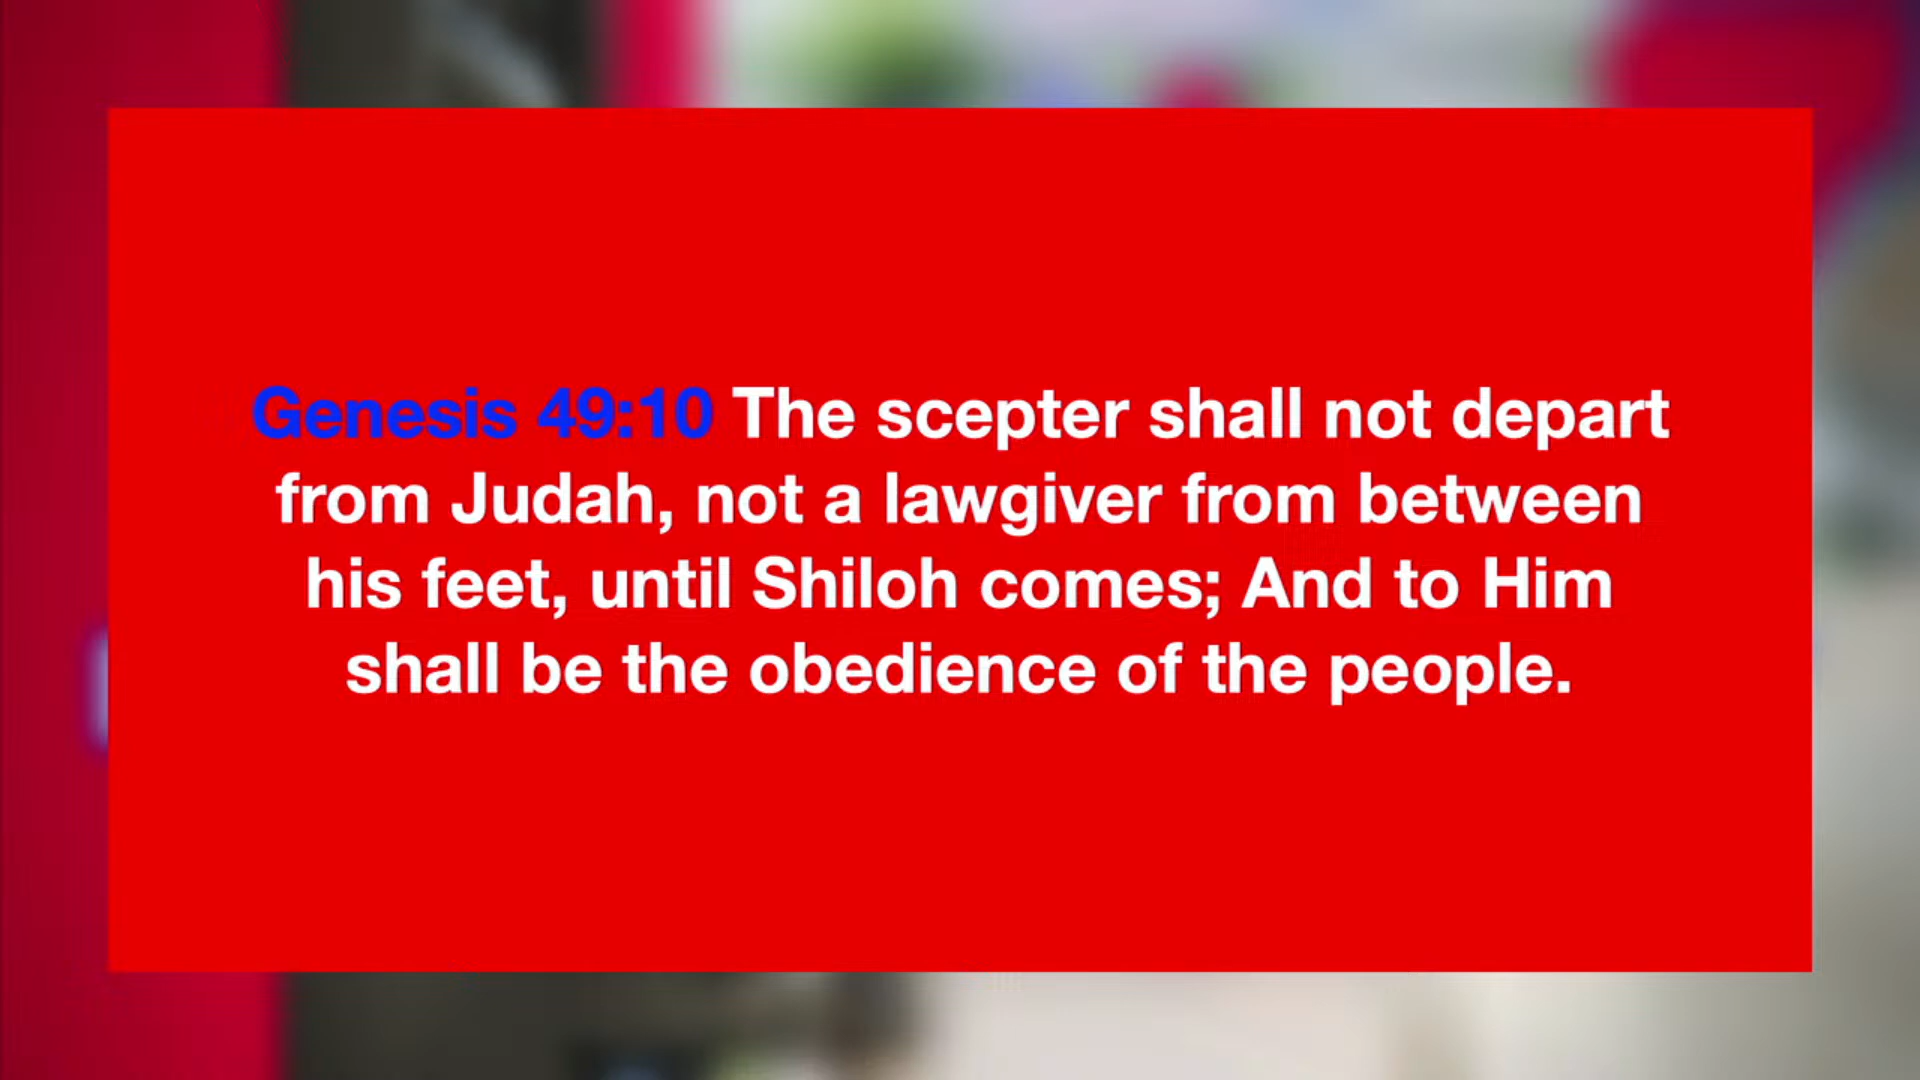 Genesis 49:10 The scepter shall not depart
from Judah, not a lawgiver from between
his feet, until Shiloh comes; And to Him
shall be the obedience of the people.